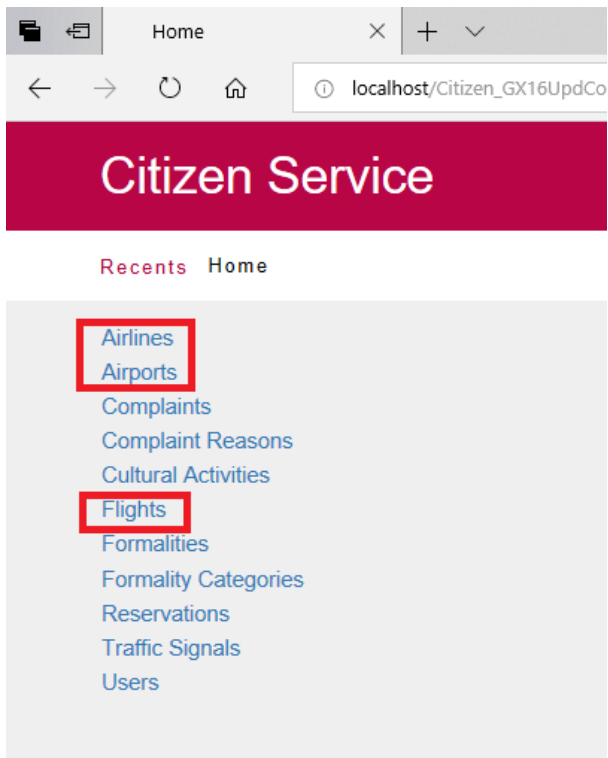 Home
localhost/Citizen_GX16UpdCo
Citizen Service
Recents Home
Airlines
Airports
Complaints
Complaint Reasons
Cultural Activities
Flights
Formalities
Formality Categories
Reservations
Traffic Signals
Users